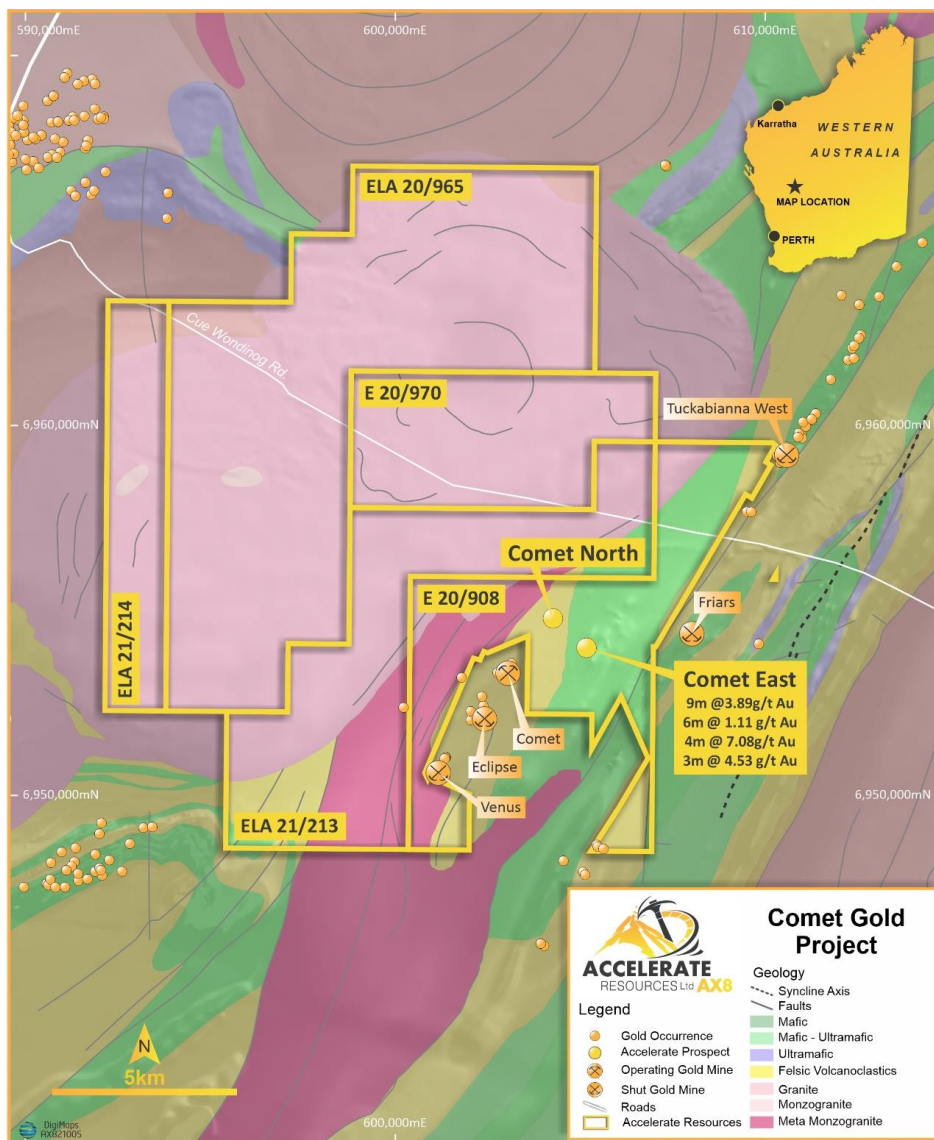 590,000mE
600,000mE
610,000mE
Karratha
WESTERN
AUSTRALIA
MAP LOCATION
PERTH
ELA 20/965
Cue Wondinog Rd.
E 20/970
Tuckabianna West
6,960,000mN
6,960,000mN
Comet North
E 20/908
Friars
ELA 21/214
Comet East
9m @3.89g/t Au
6m @ 1.11 g/t Au
4m @ 7.08g/t Au
3m @ 4.53 g/t Au
Comet
Eclipse
Venus
6,950,000mN
6,950,000mN
ELA 21/213
ACCELERATE
RESOURCES Ltd AX8
Comet Gold
Project
Legend
Gold Occurrence
Accelerate Prospect
Operating Gold Mine
Shut Gold Mine
Roads
Accelerate Resources
Geology
Syncline Axis
Faults
Mafic
Mafic - Ultramafic
Ultramafic
Felsic Volcanoclastics
Granite
Monzogranite
Meta Monzogranite
N
5km
DigiMaps
AX821005
600,000mE